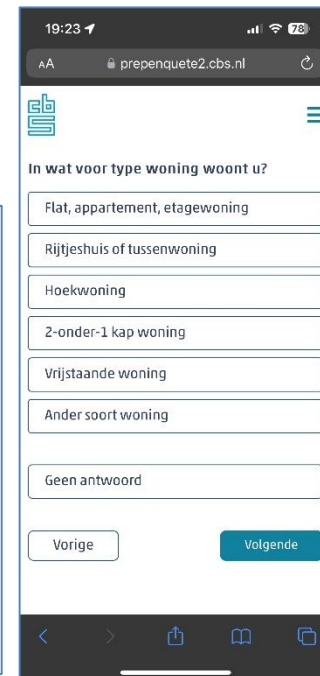 19:23
78
AA prepenquete2.cbs.nl
cbs
In wat voor type woning woont u?
Flat, appartement, etagewoning
Rijtjeshuis of tussenwoning
Hoekwoning
2-onder-1 kap woning
Vrijstaande woning
Ander soort woning
Geen antwoord
Vorige
Volgende